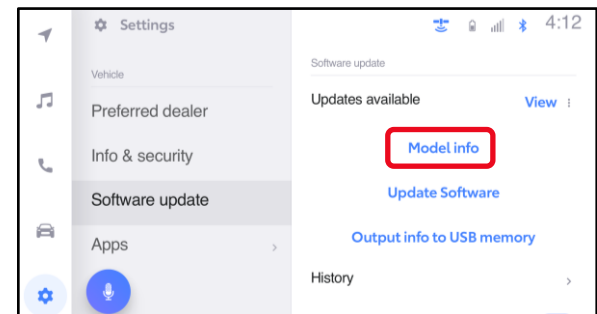 Settings
4:12
Vehicle
Preferred dealer
Info & security
Software update
Apps
Software update
Updates available
View
Model info
Update Software
Output info to USB memory
History